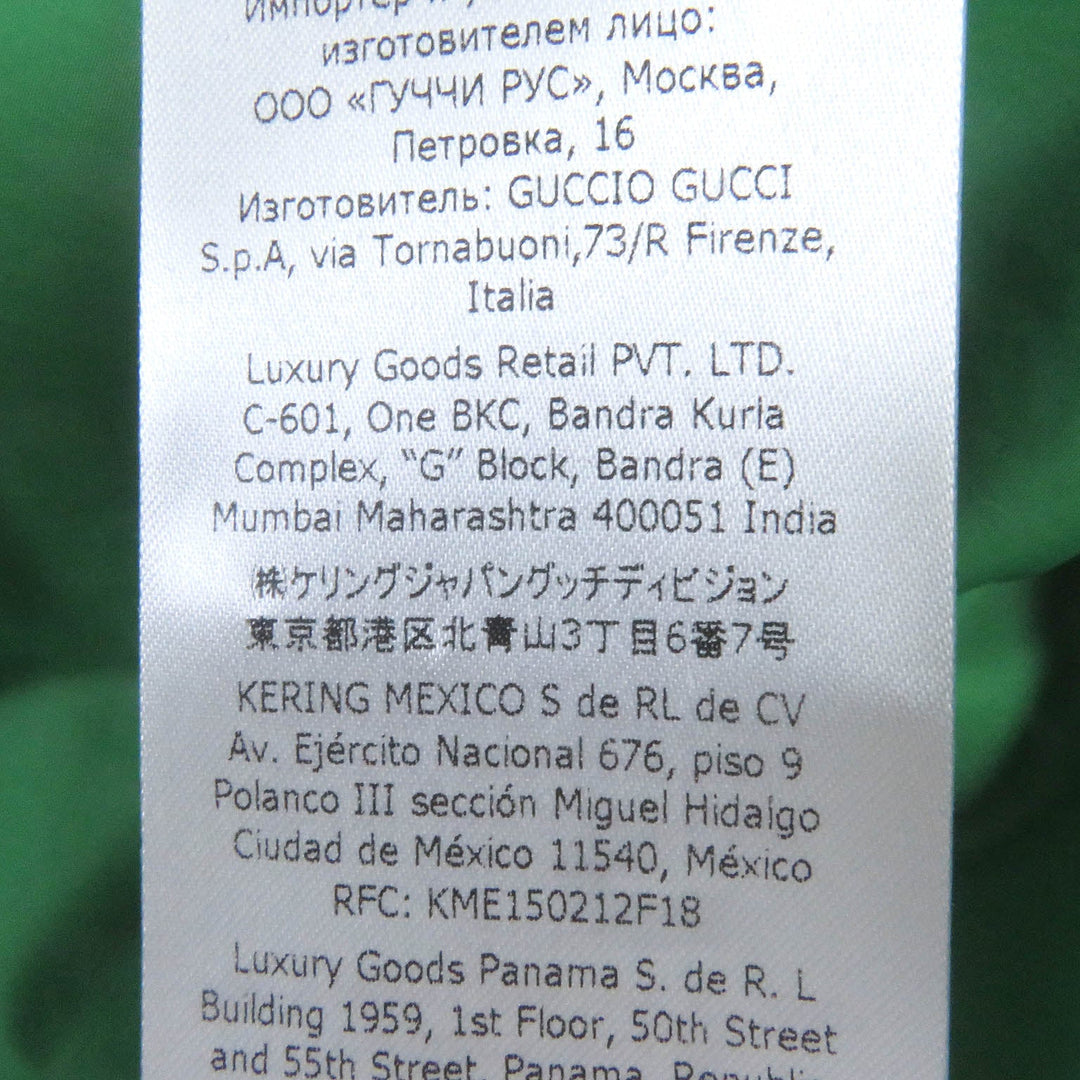 изготовителем лицо:
ООО «ГУЧЧИ РУС», Москва,
Петровка, 16
Изготовитель: GUCCIO GUCCI
S.p.A, via Tornabuoni,73/R Firenze,
Italia
Luxury Goods Retail PVT. LTD.
C-601, One BKC, Bandra Kurla
Complex, “G” Block, Bandra (E)
Mumbai Maharashtra 400051 India
㈱ケリングジャパングッチディビジョン
東京都港区北青山3丁目6番7号
KERING MEXICO S de RL de CV
Av. Ejército Nacional 676, piso 9
Polanco III sección Miguel Hidalgo
Ciudad de México 11540, México
RFC: KME150212F18
Luxury Goods Panama S. de R. L
Building 1959, 1st Floor, 50th Street
and 55th Street, Panama,